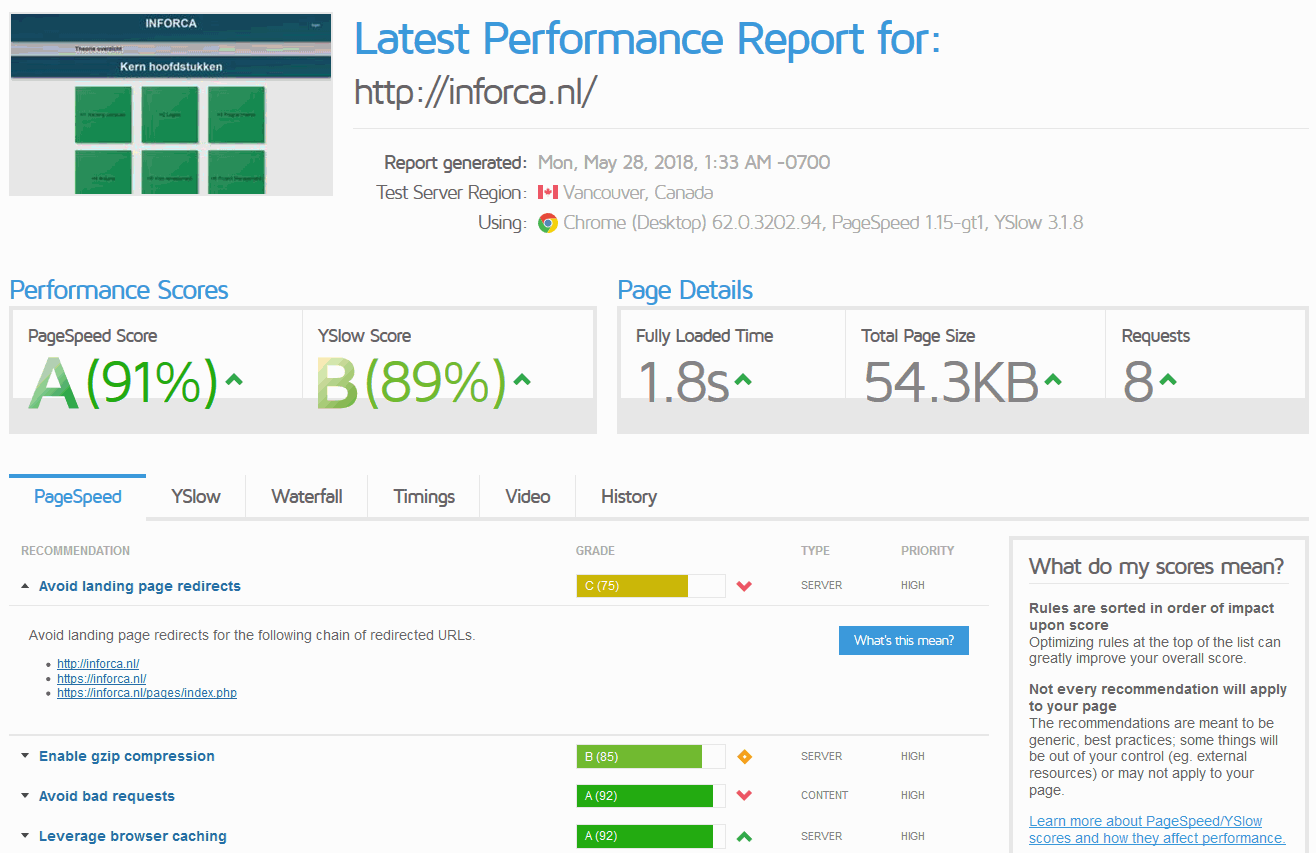 INFORCA
Theorie overzicht
Kern hoofdstukken
Latest Performance Report for:
http://inforca.nl/
Report generated: Mon, May 28, 2018, 1:33 AM -0700
Test Server Region: Vancouver, Canada
Using: Chrome (Desktop) 62.0.3202.94, PageSpeed 1.15-gt1, YSlow 3.1.8
Performance Scores
PageSpeed Score
A (91%)
YSlow Score
B (89%)
Page Details
Fully Loaded Time
1.8s
Total Page Size
54.3KB
Requests
8
PageSpeed YSlow Waterfall Timings Video History
RECOMMENDATION GRADE TYPE PRIORITY
Avoid landing page redirects C (75) SERVER HIGH
Avoid landing page redirects for the following chain of redirected URLs.
What's this mean?
http://inforca.nl/
https://inforca.nl/
https://inforca.nl/pages/index.php
Enable gzip compression B (85) SERVER HIGH
Avoid bad requests A (92) CONTENT HIGH
Leverage browser caching A (92) SERVER HIGH
What do my scores mean?
Rules are sorted in order of impact
upon score
Optimizing rules at the top of the list can
greatly improve your overall score.
Not every recommendation will apply
to your page
The recommendations are meant to be
generic, best practices; some things will
be out of your control (eg. external
resources) or may not apply to your
page.
Learn more about PageSpeed/YSlow
scores and how they affect performance.